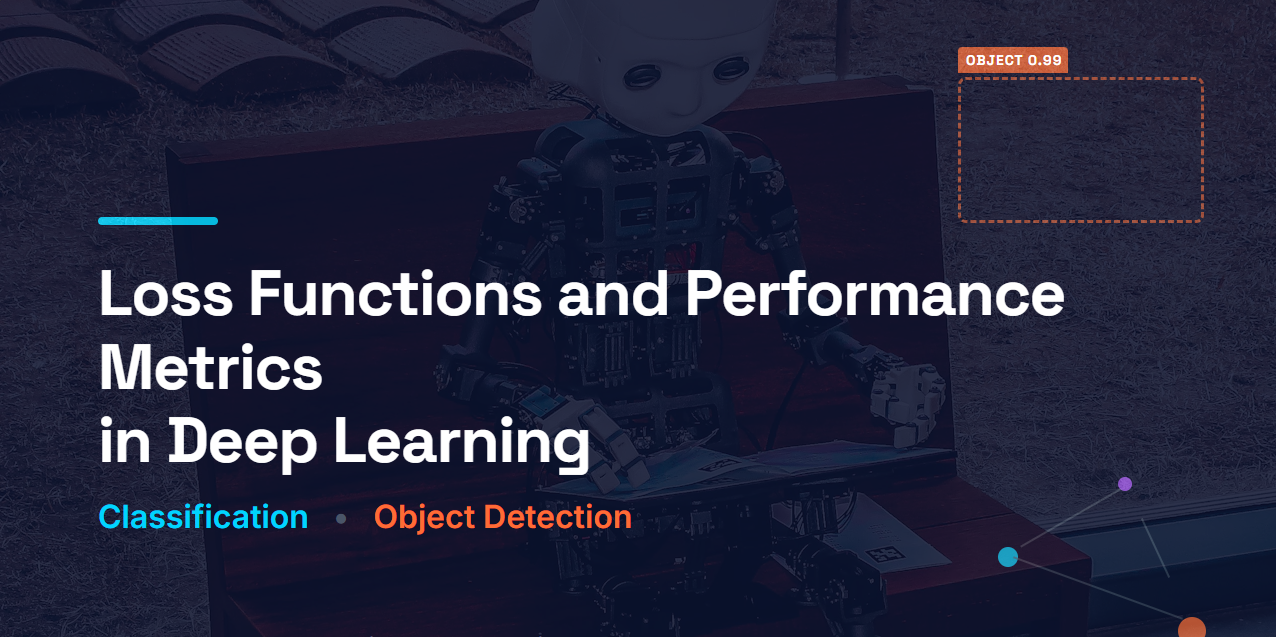 OBJECT 0.99
Loss Functions and Performance
Metrics
in Deep Learning
Classification • Object Detection